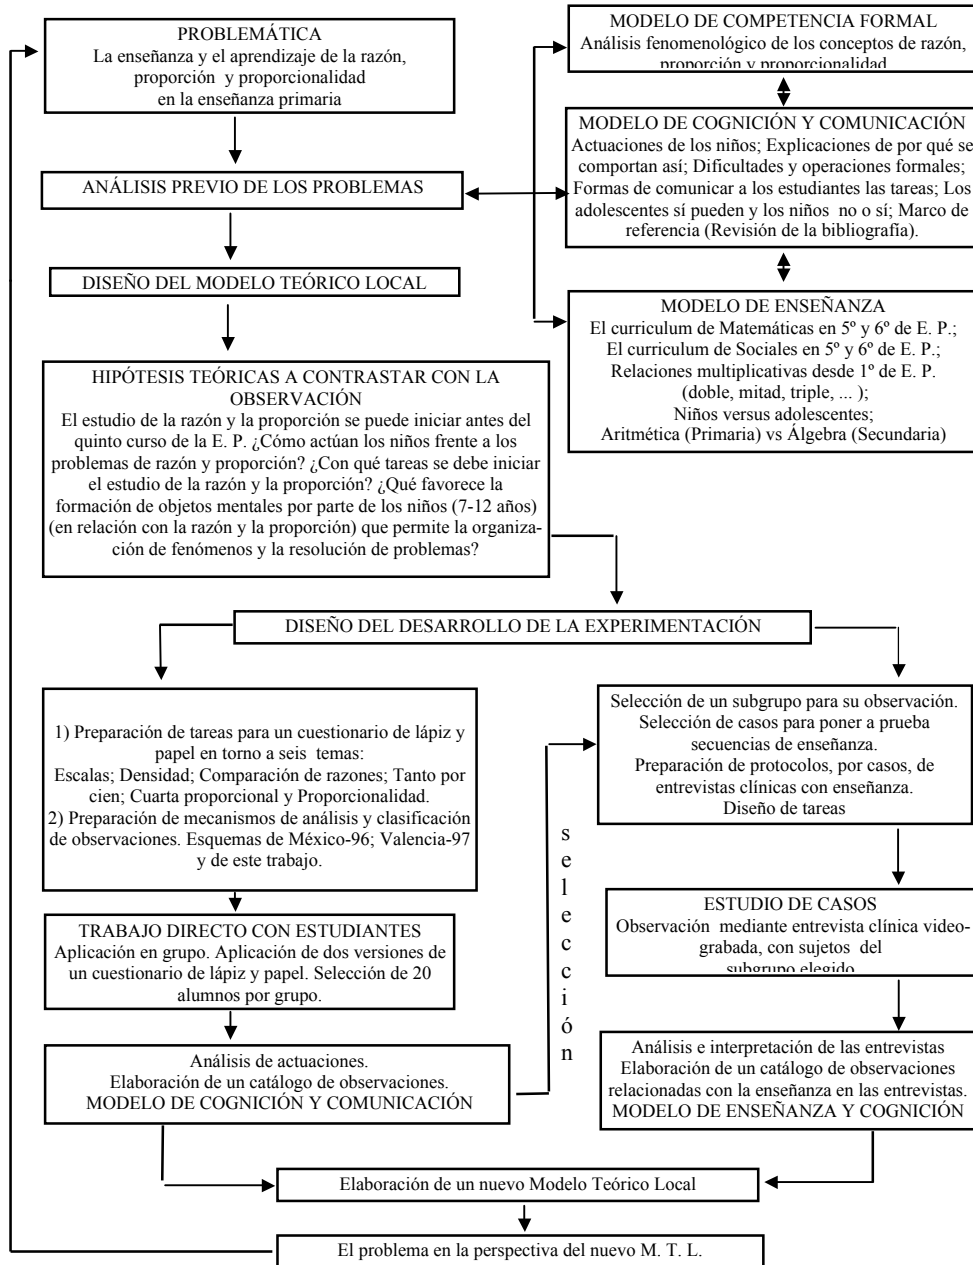 PROBLEMÁTICA
La enseñanza y el aprendizaje de la razón,
proporción y proporcionalidad
en la enseñanza primaria
MODELO DE COMPETENCIA FORMAL
Análisis fenomenológico de los conceptos de razón,
proporción y proporcionalidad
MODELO DE COGNICIÓN Y COMUNICACIÓN
Actuaciones de los niños; Explicaciones de por qué se
comportan así; Dificultades y operaciones formales;
Formas de comunicar a los estudiantes las tareas; Los
adolescentes sí pueden y los niños no o sí; Marco de
referencia (Revisión de la bibliografía).
ANÁLISIS PREVIO DE LOS PROBLEMAS
DISEÑO DEL MODELO TEÓRICO LOCAL
MODELO DE ENSEÑANZA
El curriculum de Matemáticas en 5º y 6º de E. P.;
El curriculum de Sociales en 5º y 6º de E. P.;
Relaciones multiplicativas desde 1º de E. P.
(doble, mitad, triple, ... );
Niños versus adolescentes;
Aritmética (Primaria) vs Álgebra (Secundaria)
HIPÓTESIS TEÓRICAS A CONTRASTAR CON LA
OBSERVACIÓN
El estudio de la razón y la proporción se puede iniciar antes del
quinto curso de la E. P. ¿Cómo actúan los niños frente a los
problemas de razón y proporción? ¿Con qué tareas se debe iniciar
el estudio de la razón y la proporción? ¿Qué favorece la
formación de objetos mentales por parte de los niños (7-12 años)
(en relación con la razón y la proporción) que permite la organiza-
ción de fenómenos y la resolución de problemas?
DISEÑO DEL DESARROLLO DE LA EXPERIMENTACIÓN
1) Preparación de tareas para un cuestionario de lápiz y
papel en torno a seis temas:
Escalas; Densidad; Comparación de razones; Tanto por
cien; Cuarta proporcional y Proporcionalidad.
2) Preparación de mecanismos de análisis y clasificación
de observaciones. Esquemas de México-96; Valencia-97
y de este trabajo.
TRABAJO DIRECTO CON ESTUDIANTES
Aplicación en grupo. Aplicación de dos versiones de
un cuestionario de lápiz y papel. Selección de 20
alumnos por grupo.
Análisis de actuaciones.
Elaboración de un catálogo de observaciones.
MODELO DE COGNICIÓN Y COMUNICACIÓN
selección
Selección de un subgrupo para su observación.
Selección de casos para poner a prueba
secuencias de enseñanza.
Preparación de protocolos, por casos, de
entrevistas clínicas con enseñanza.
Diseño de tareas
ESTUDIO DE CASOS
Observación mediante entrevista clínica video-
grabada, con sujetos del
subgrupo elegido
Análisis e interpretación de las entrevistas
Elaboración de un catálogo de observaciones
relacionadas con la enseñanza en las entrevistas.
MODELO DE ENSEÑANZA Y COGNICIÓN
Elaboración de un nuevo Modelo Teórico Local
El problema en la perspectiva del nuevo M. T. L.